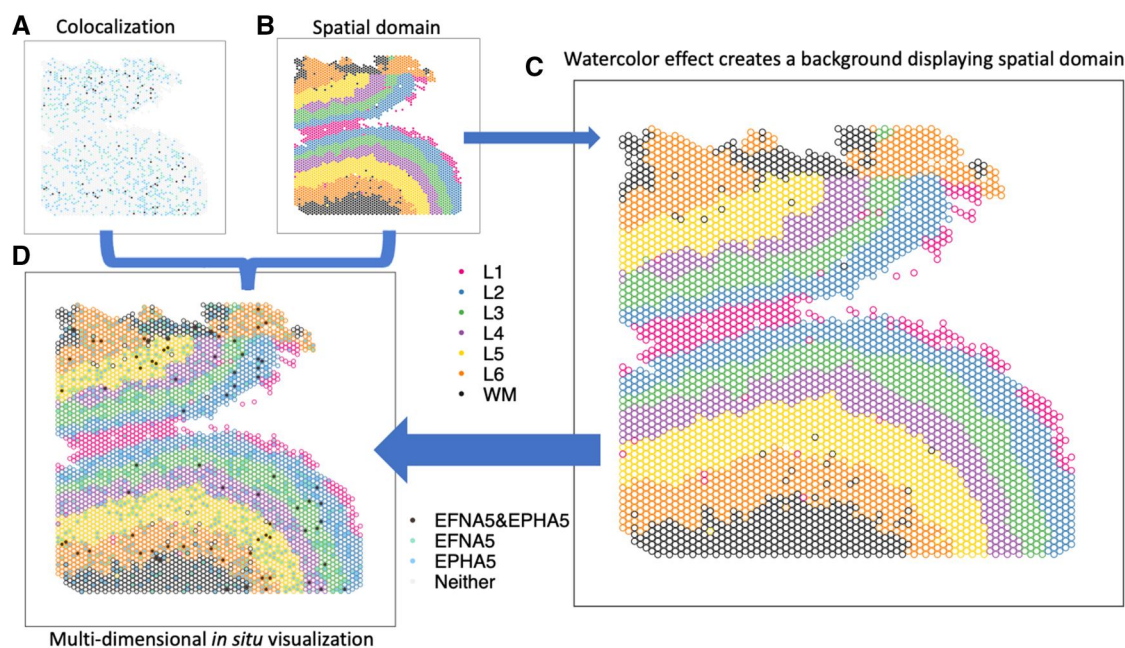 A
Colocalization
B
Spatial domain
C
Watercolor effect creates a background displaying spatial domain
D
L1
L2
L3
L4
L5
L6
WM
EFNA5&EPHA5
EFNA5
EPHA5
Neither
Multi-dimensional in situ visualization